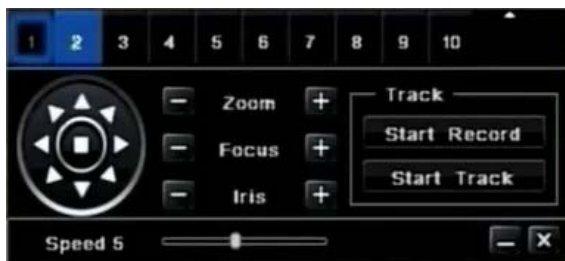 1 2 3 4 5 6 7 8 9 10
Zoom
Track
Start Record
Focus
Start Track
Iris
Speed 5